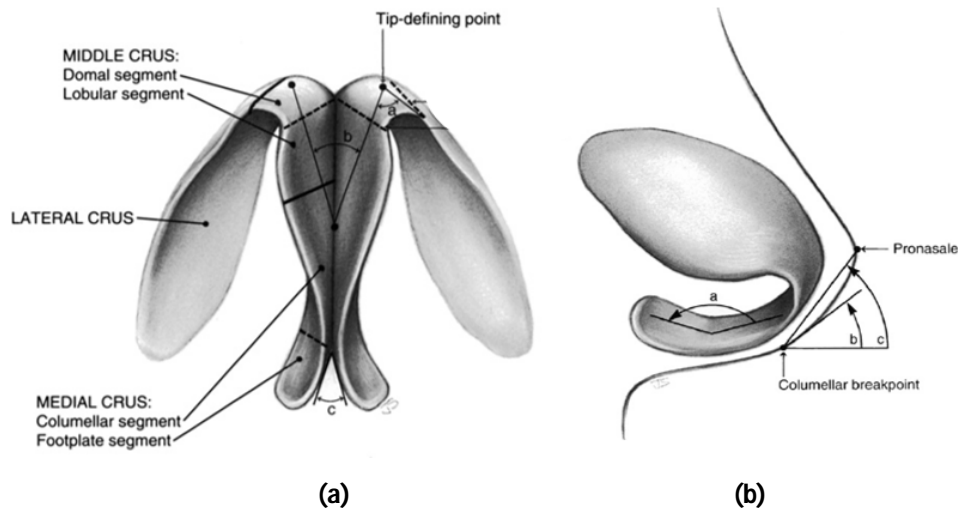 Tip-defining point
MIDDLE CRUS:
Domal segment
Lobular segment
a
b
LATERAL CRUS
MEDIAL CRUS:
Columellar segment
Footplate segment
c
(a)
Pronasale
a
b
c
Columellar breakpoint
(b)